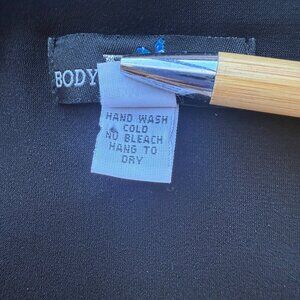 BODY
HAND WASH
COLD
NO BLEACH
HANG TO
DRY